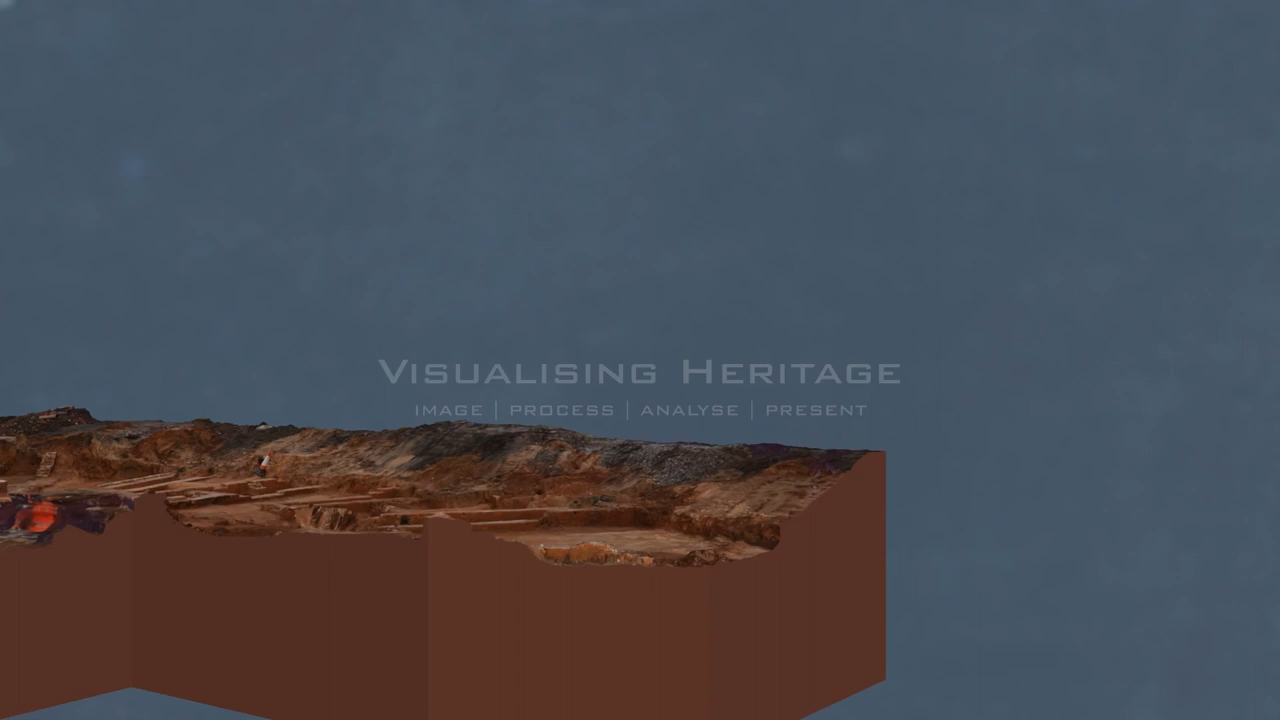 Visualising Heritage
IMAGE | PROCESS | ANALYSE | PRESENT